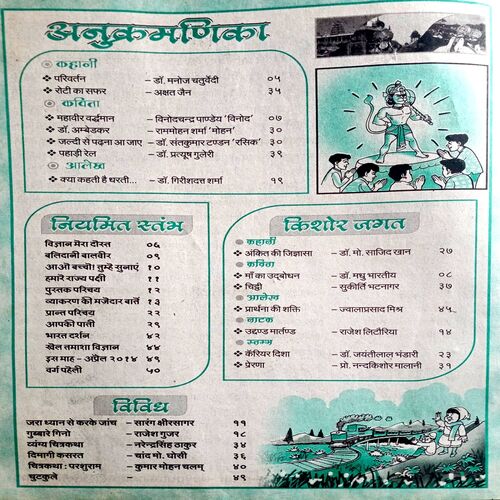 अनुक्रमणिका
कहानी
❖ परिवर्तन – डॉ. मनोज चतुर्वेदी ०५
❖ रोटी का सफर – अक्षत जैन ३५
कविता
❖ महावीर वर्द्धमान – विनोदचन्द्र पाण्डेय 'विनोद' ०७
❖ डॉ. अम्बेडकर – राममोहन शर्मा 'मोहन' ३०
❖ जल्दी से पढ़ना आ जाए – डॉ. संतकुमार टण्डन 'रसिक' ३०
❖ पहाड़ी रेल – डॉ. प्रत्यूष गुलेरी ३९
आलेख
❖ क्या कहती है धरती... – डॉ. गिरीशदत्त शर्मा १९
नियमित स्तंभ
विज्ञान मेरा दोस्त ०६
बलिदानी बालवीर ०९
आओ बच्चो! तुम्हें सुनाएं १०
हमारे राज्य पक्षी ११
पुस्तक परिचय १२
व्याकरण की मजेदार बातें १३
प्रान्त परिचय २२
आपकी पाती २९
भारत दर्शन ४२
खेल तमाशा विज्ञान ४४
इस माह - अप्रैल २०१४ ४९
वर्ग पहेली ५०
किशोर जगत
कहानी
❖ अंकित की जिज्ञासा – डॉ. मो. साजिद खान २७
कविता
❖ माँ का उद्‌बोधन – डॉ. मधु भारतीय ०८
❖ चिड़ी – सुकीर्ति भटनागर ३७
आलेख
❖ प्रार्थना की शक्ति – ज्वालाप्रसाद मिश्र ४५
नाटक
❖ उद्दण्ड मार्तण्ड – राजेश लिटौरिया १४
स्तम्भ
❖ कॅरियर दिशा – डॉ. जयंतीलाल भंडारी २३
❖ प्रेरणा – प्रो. नन्दकिशोर मालानी ३१
विविध
जरा ध्यान से करके जांच – सारंग क्षीरसागर ११
गुब्बारे गिनो – राजेश गुजर १८
व्यंग्य चित्रकथा – नरेन्द्रसिंह ठाकुर ३४
दिमागी कसरत – चांद मो. घोसी ३६
चित्रकथा : परशुराम – कुमार मोहन चलम् ४०
चुटकुले – ४९